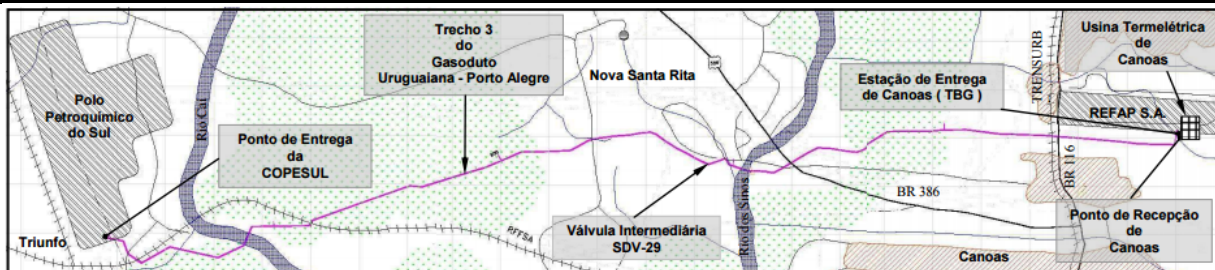 Trecho 3
do
Gasoduto
Uruguaiana - Porto Alegre
Usina Termelétrica
de
Canoas
TRENSURB
Nova Santa Rita
Estação de Entrega
de Canoas ( TBG )
REFAP S.A.
Polo
Petroquímico
do Sul
Rio Caí
Ponto de Entrega
da
COPESUL
BR 386
BR 116
Rio dos Sinos
Válvula Intermediária
SDV-29
Ponto de Recepção
de
Canoas
Triunfo
RFFSA
Canoas